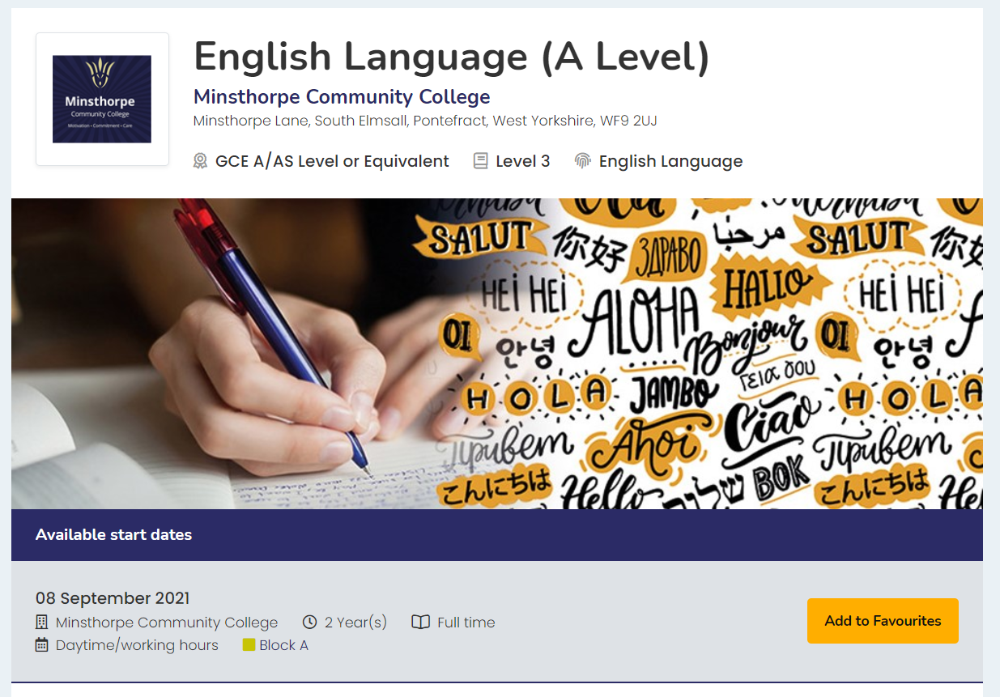 Minsthorpe
Community College
Motivation • Commitment • Care
English Language (A Level)
Minsthorpe Community College
Minsthorpe Lane, South Elmsall, Pontefract, West Yorkshire, WF9 2UJ
GCE A/AS Level or Equivalent
Level 3
English Language
SALUT 你好 ЗДРАВО مرحبا SALUT 你好
HEI HEI ALOHA HALLO HEI HEI
OI 안녕 Bonjour OI 안녕
Γεια σου
HOLA JAMBO Ciao HOLA
Привет Ahoi Привет
こんにちは Hello שלום BOK こんにちは He
Available start dates
08 September 2021
Minsthorpe Community College 2 Year(s) Full time
Daytime/working hours Block A
Add to Favourites